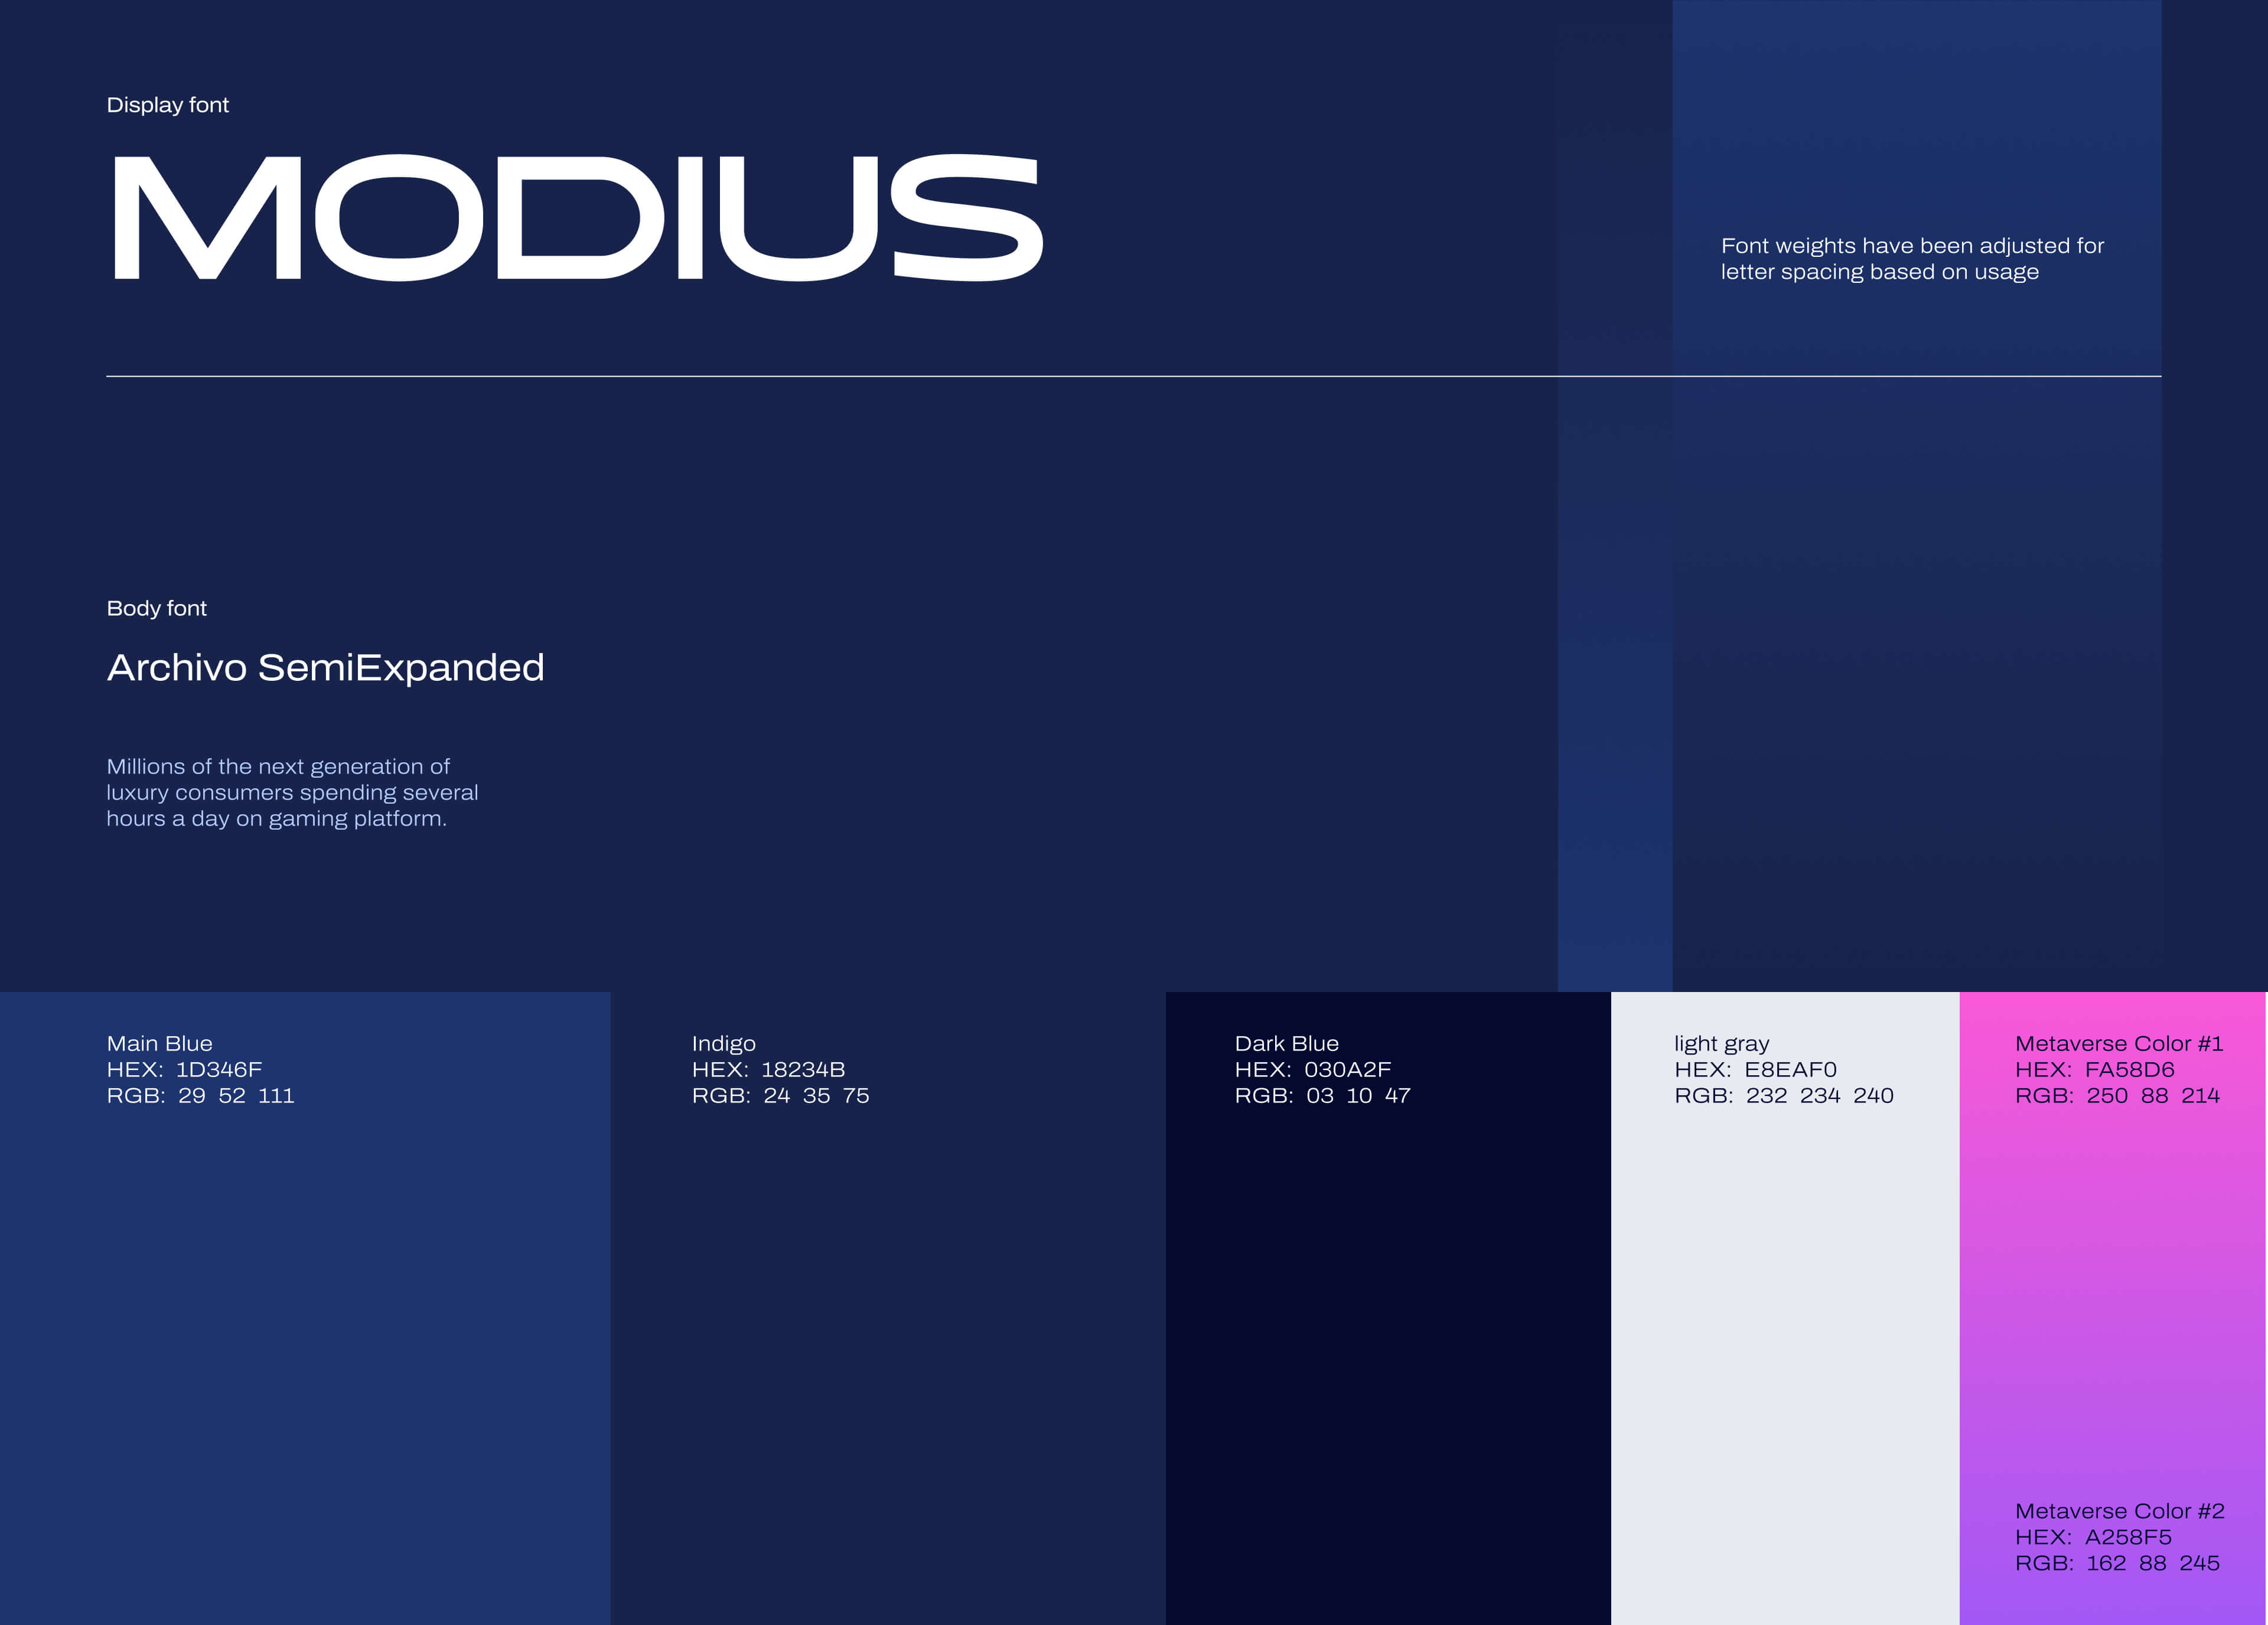 Display font
MODIUS
Font weights have been adjusted for
letter spacing based on usage
Body font
Archivo SemiExpanded
Millions of the next generation of
luxury consumers spending several
hours a day on gaming platform.
Main Blue
HEX: 1D346F
RGB: 29 52 111
Indigo
HEX: 18234B
RGB: 24 35 75
Dark Blue
HEX: 030A2F
RGB: 03 10 47
light gray
HEX: E8EAF0
RGB: 232 234 240
Metaverse Color #1
HEX: FA58D6
RGB: 250 88 214
Metaverse Color #2
HEX: A258F5
RGB: 162 88 245